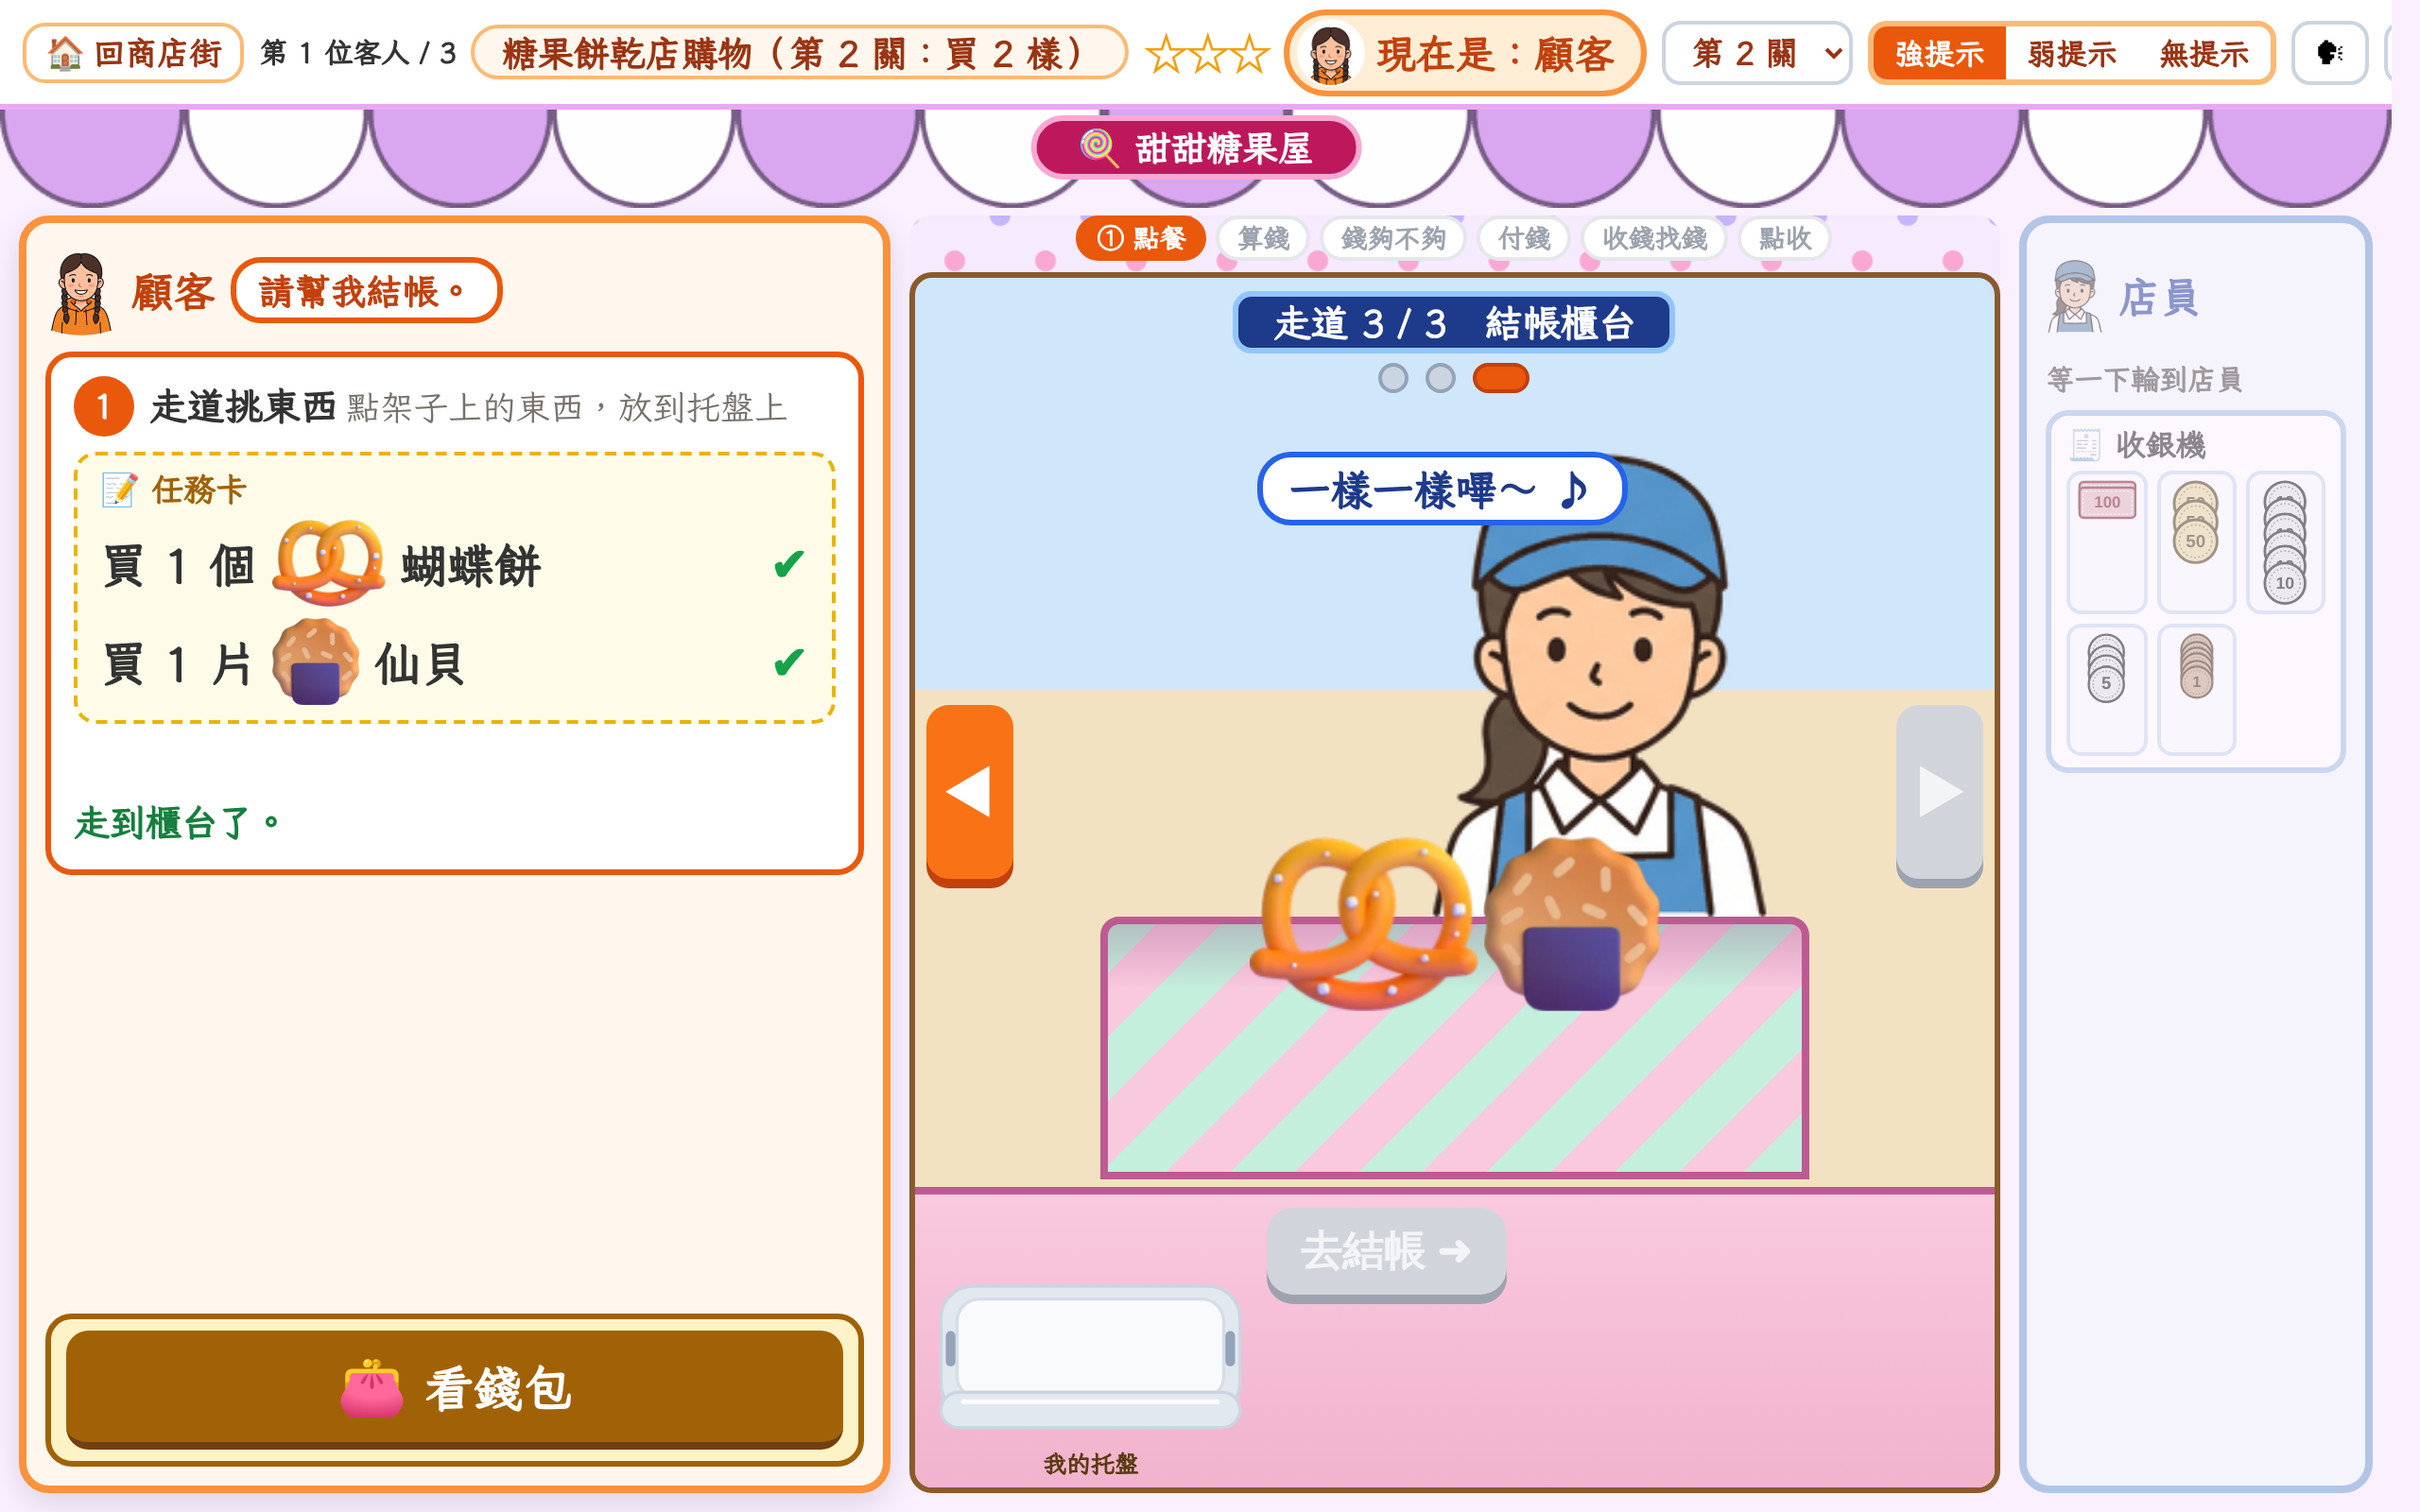 回商店街
第 1 位客人 / 3
糖果餅乾店購物（第 2 關：買 2 樣）
現在是：顧客
第 2 關
強提示 弱提示 無提示
甜甜糖果屋
顧客
請幫我結帳。
1 走道挑東西 點架子上的東西，放到托盤上
任務卡
買 1 個 蝴蝶餅 ✔
買 1 片 仙貝 ✔
走到櫃台了。
看錢包
① 點餐 算錢 錢夠不夠 付錢 收錢找錢 點收
走道 3 / 3 結帳櫃台
一樣一樣嗶～ ♪
去結帳 ➜
我的托盤
店員
等一下輪到店員
收銀機
100
50
10
5
1